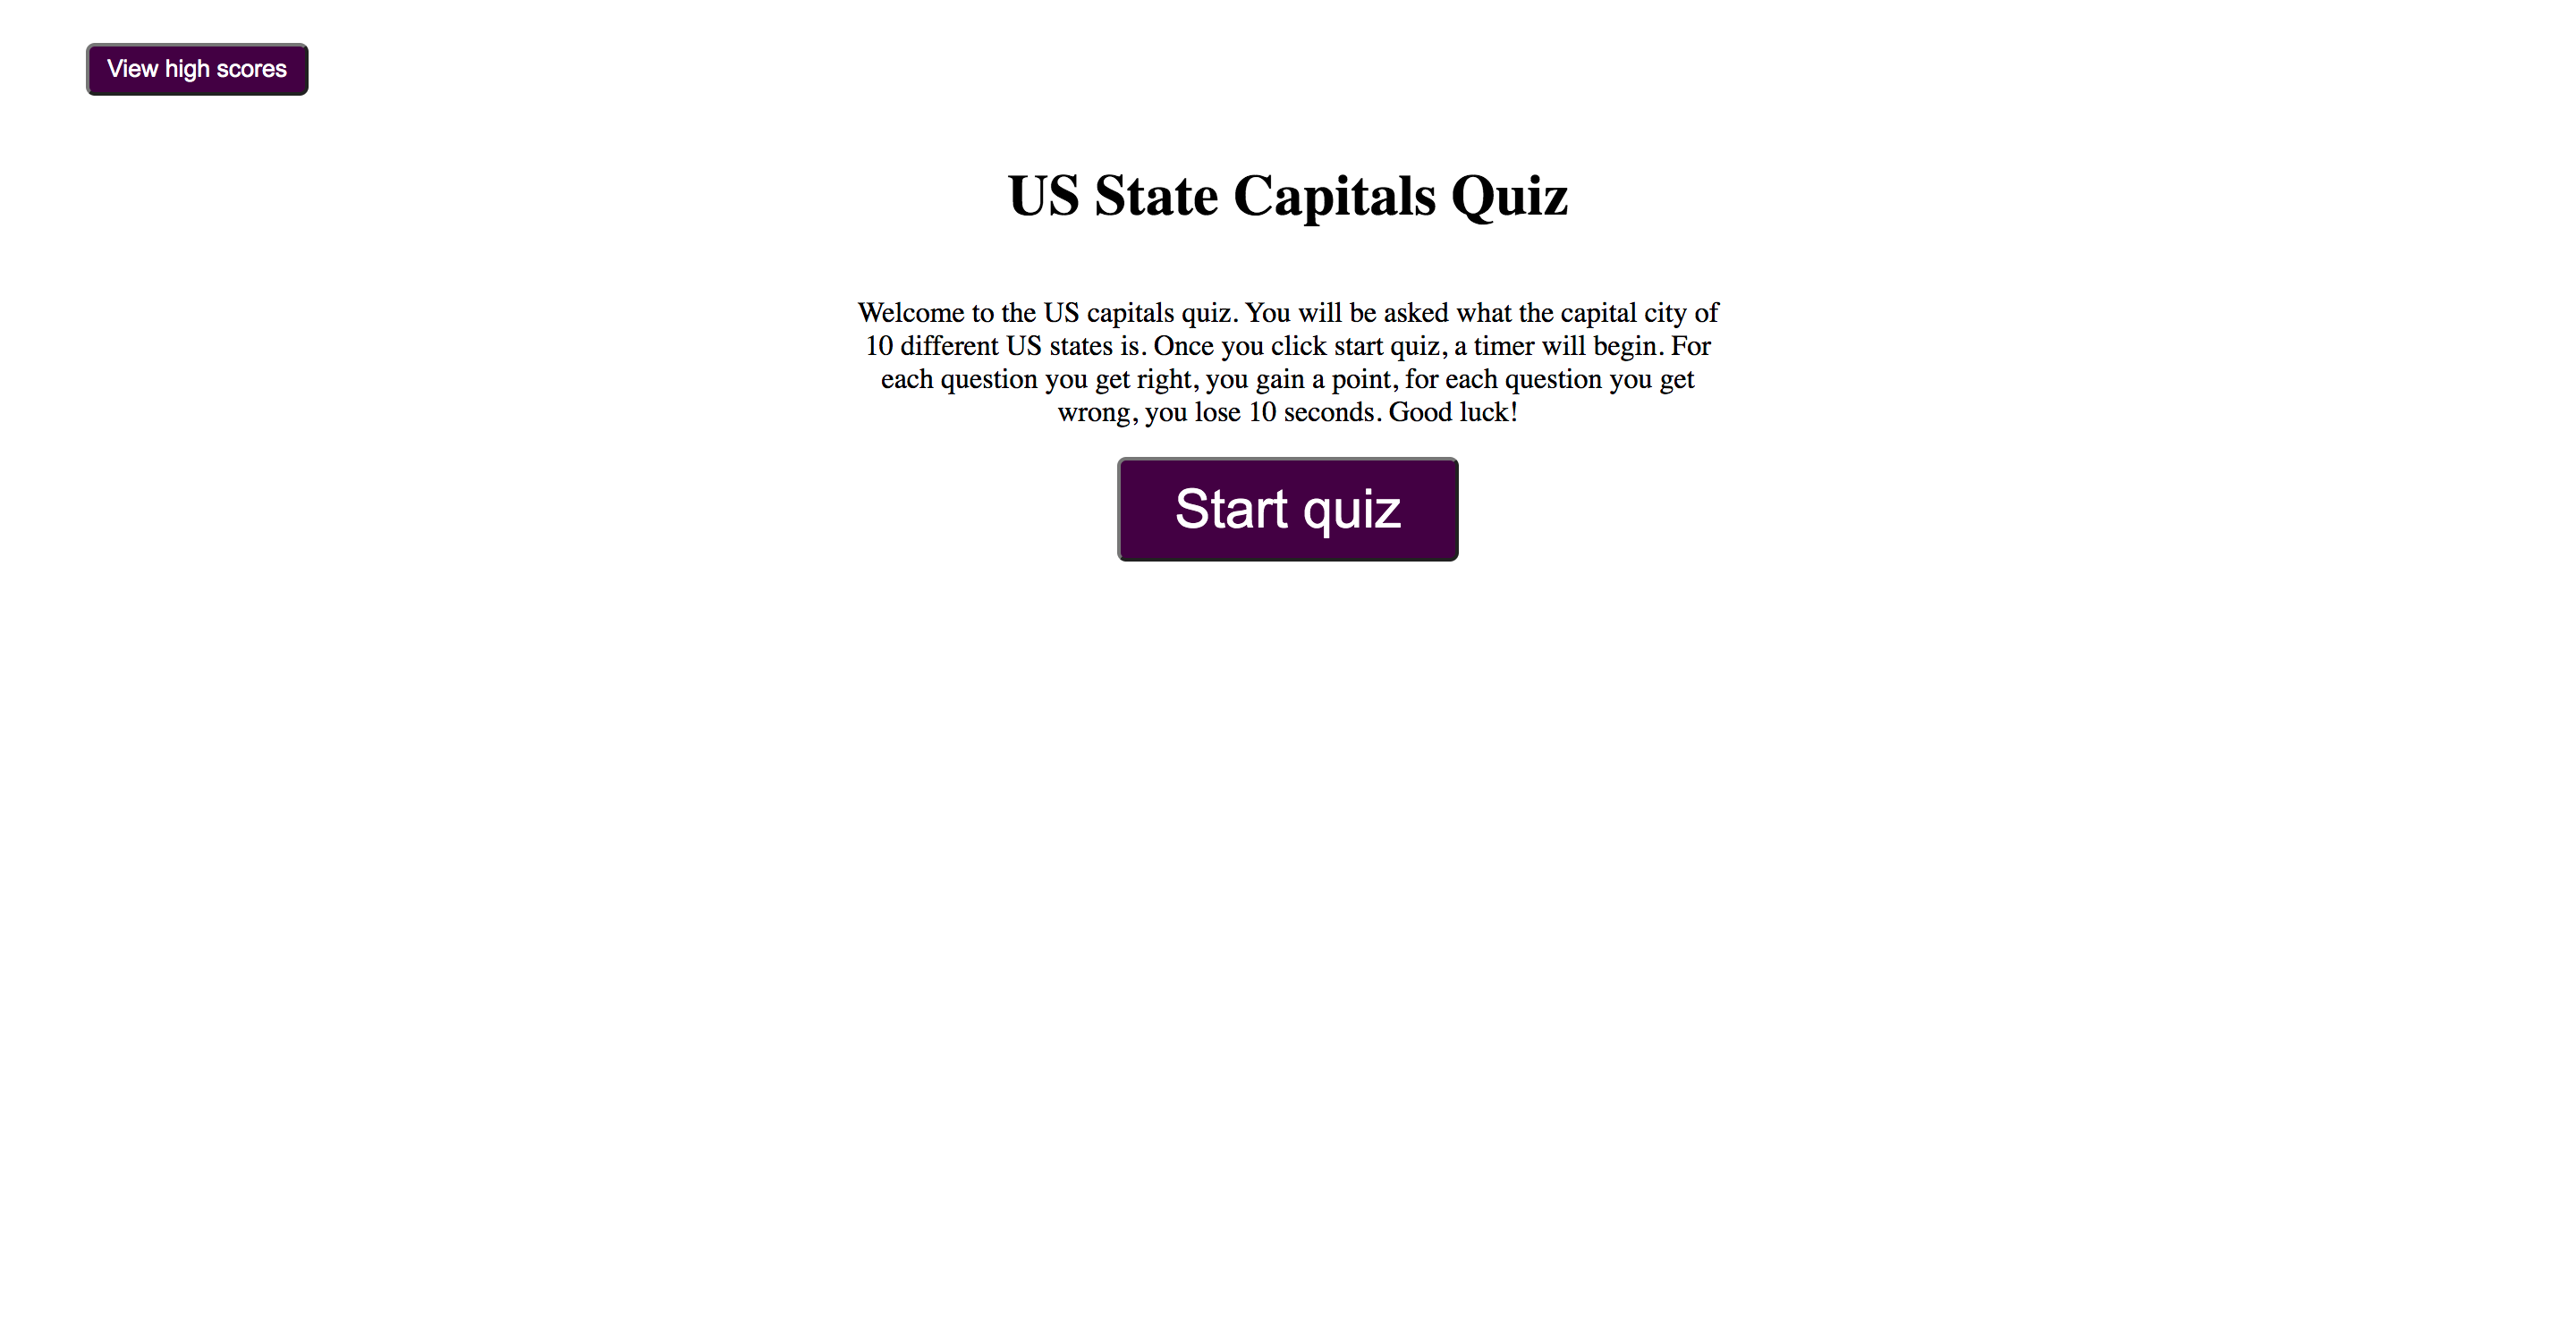 View high scores
US State Capitals Quiz
Welcome to the US capitals quiz. You will be asked what the capital city of
10 different US states is. Once you click start quiz, a timer will begin. For
each question you get right, you gain a point, for each question you get
wrong, you lose 10 seconds. Good luck!
Start quiz